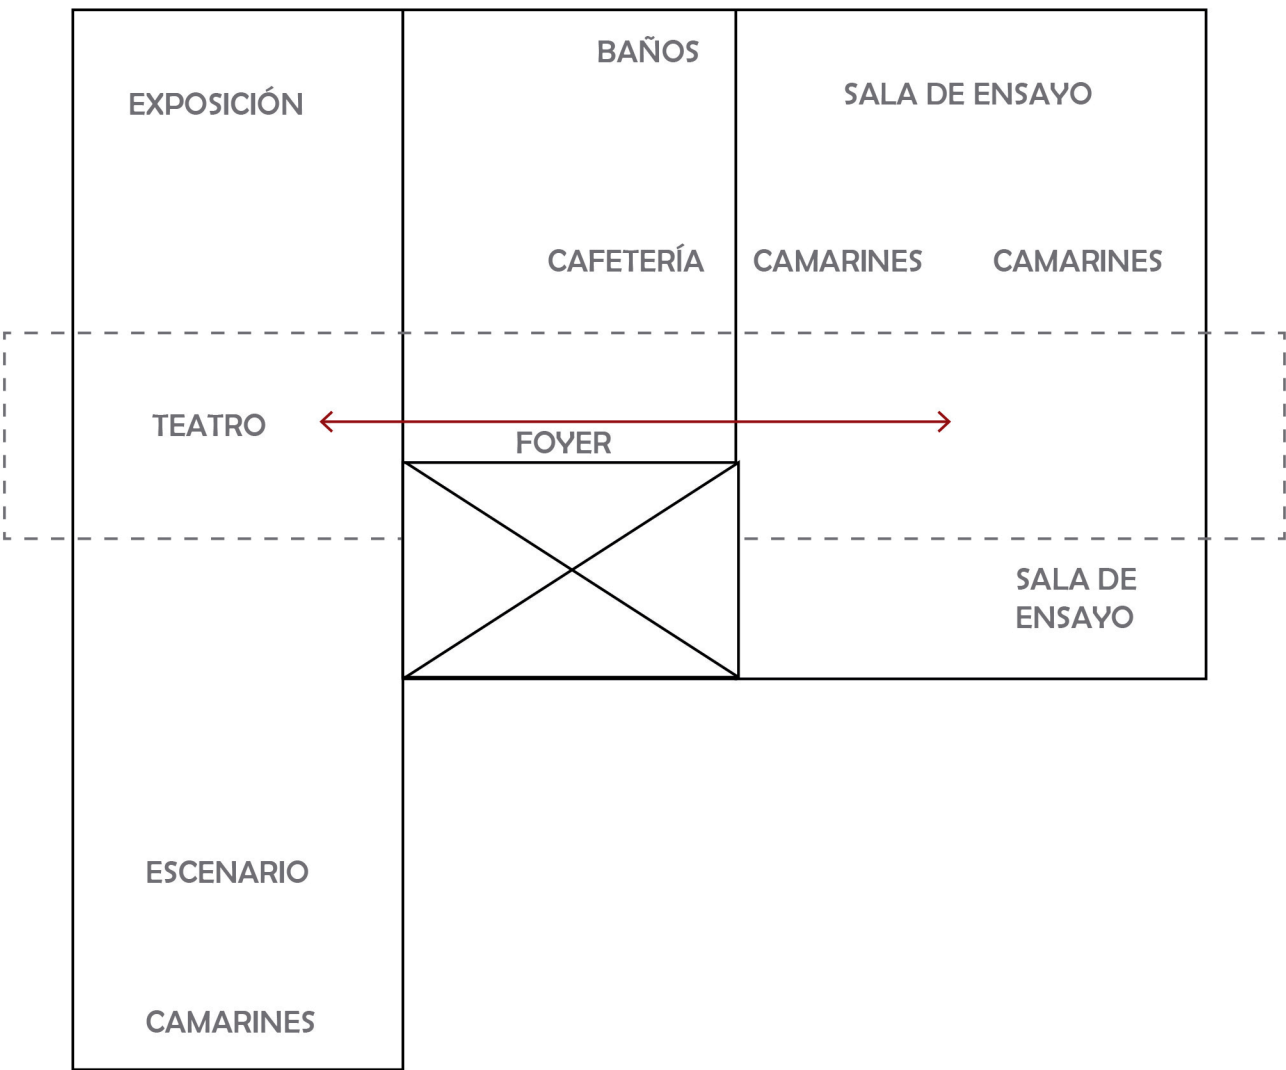 BAÑOS
SALA DE ENSAYO
EXPOSICIÓN
CAFETERÍA
CAMARINES
CAMARINES
TEATRO
FOYER
SALA DE
ENSAYO
ESCENARIO
CAMARINES